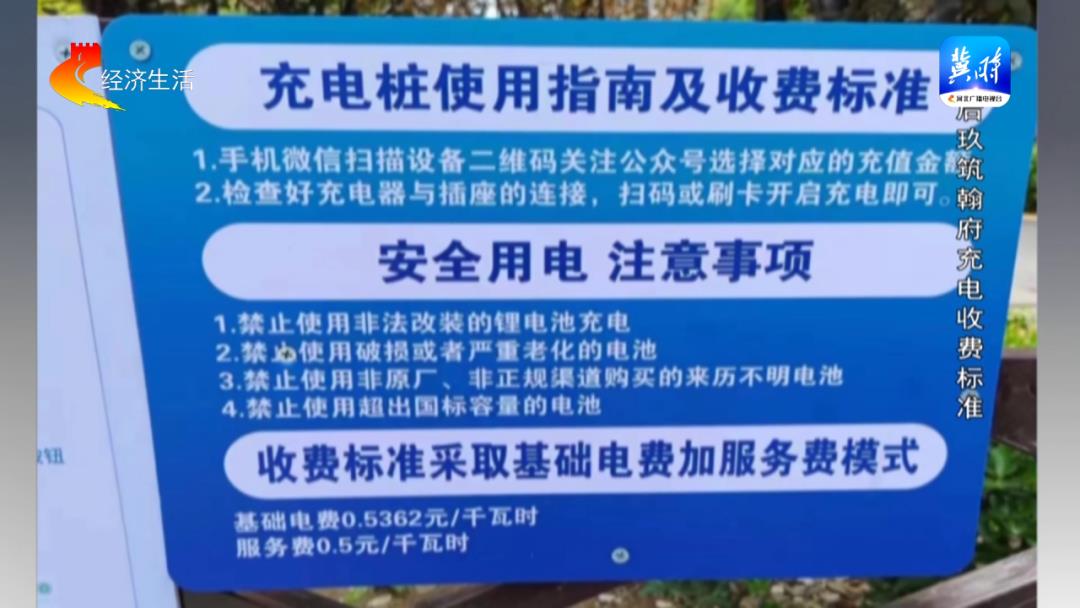 经济生活
冀时
河北广播电视台
充电桩使用指南及收费标准
1.手机微信扫描设备二维码关注公众号选择对应的充值金额
2.检查好充电器与插座的连接，扫码或刷卡开启充电即可。
安全用电 注意事项
1.禁止使用非法改装的锂电池充电
2.禁止使用破损或者严重老化的电池
3.禁止使用非原厂、非正规渠道购买的来历不明电池
4.禁止使用超出国标容量的电池
收费标准采取基础电费加服务费模式
基础电费0.5362元/千瓦时
服务费0.5元/千瓦时
玖筑翰府充电收费标准
钮